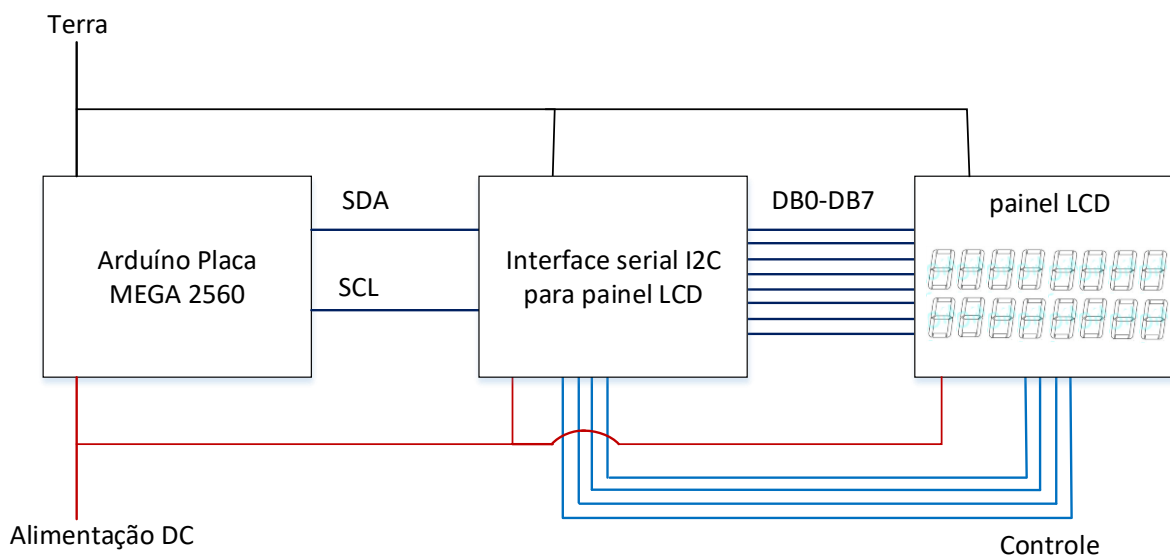 Terra
SDA
SCL
DB0-DB7
Arduíno Placa
MEGA 2560
Interface serial I2C
para painel LCD
painel LCD
Alimentação DC
Controle